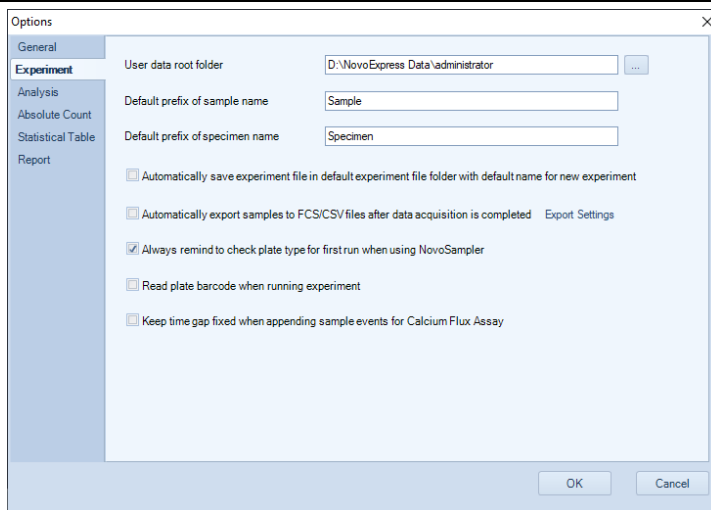 Options
General
Experiment
Analysis
Absolute Count
Statistical Table
Report
User data root folder
D:\NovoExpress Data\administrator
...
Default prefix of sample name
Sample
Default prefix of specimen name
Specimen
Automatically save experiment file in default experiment file folder with default name for new experiment
Automatically export samples to FCS/CSV files after data acquisition is completed Export Settings
Always remind to check plate type for first run when using NovoSampler
Read plate barcode when running experiment
Keep time gap fixed when appending sample events for Calcium Flux Assay
OK
Cancel